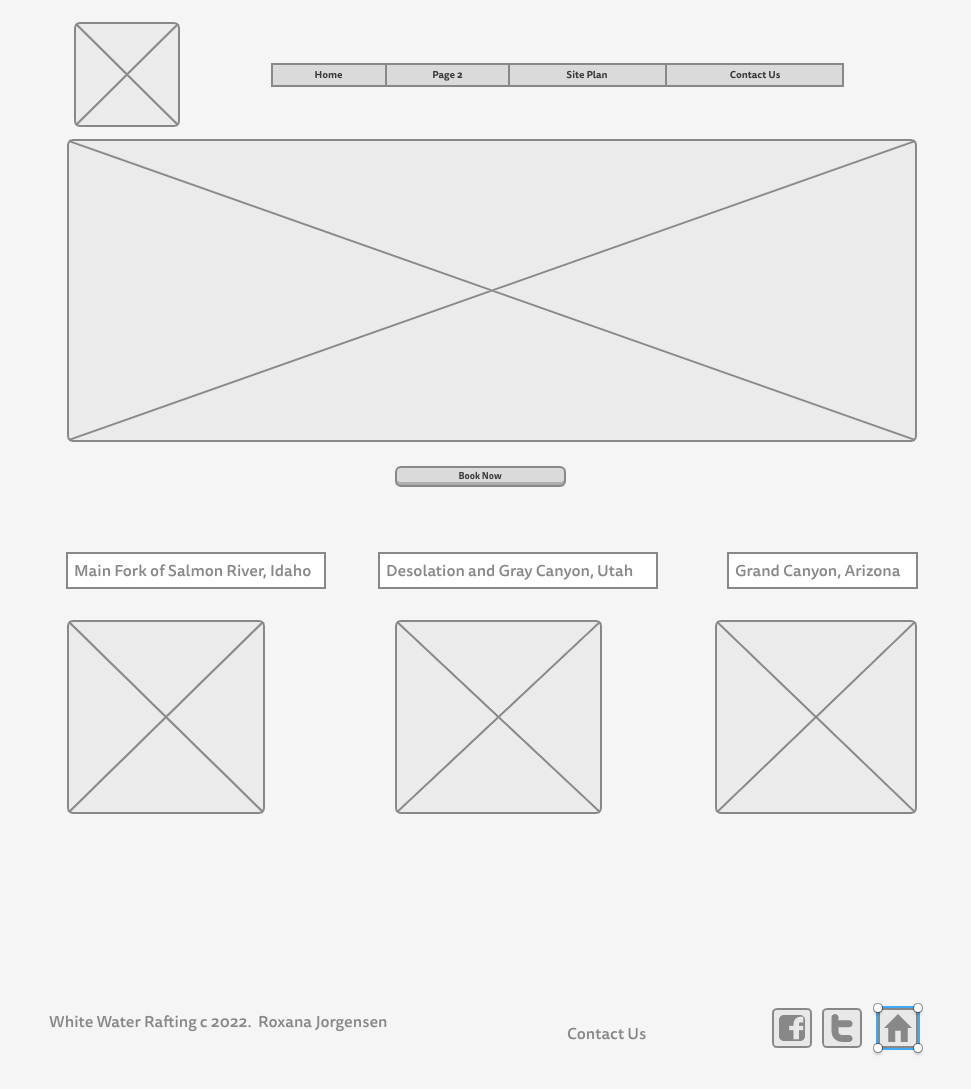 Home
Page 2
Site Plan
Contact Us
Book Now
Main Fork of Salmon River, Idaho
Desolation and Gray Canyon, Utah
Grand Canyon, Arizona
White Water Rafting c 2022.  Roxana Jorgensen
Contact Us